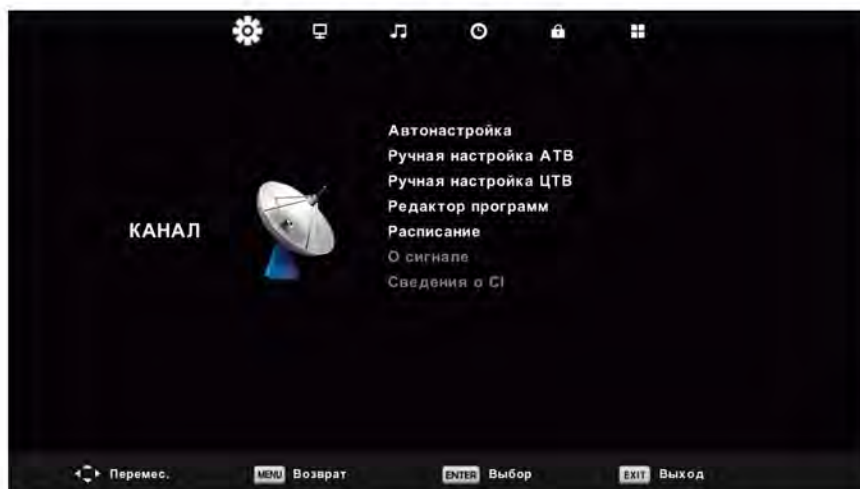 Автонастройка
Ручная настройка АТВ
Ручная настройка ЦТВ
Редактор программ
КАНАЛ
Расписание
О сигнале
Сведения о CI
Перемес. MENU Возврат ENTER Выбор EXIT Выход